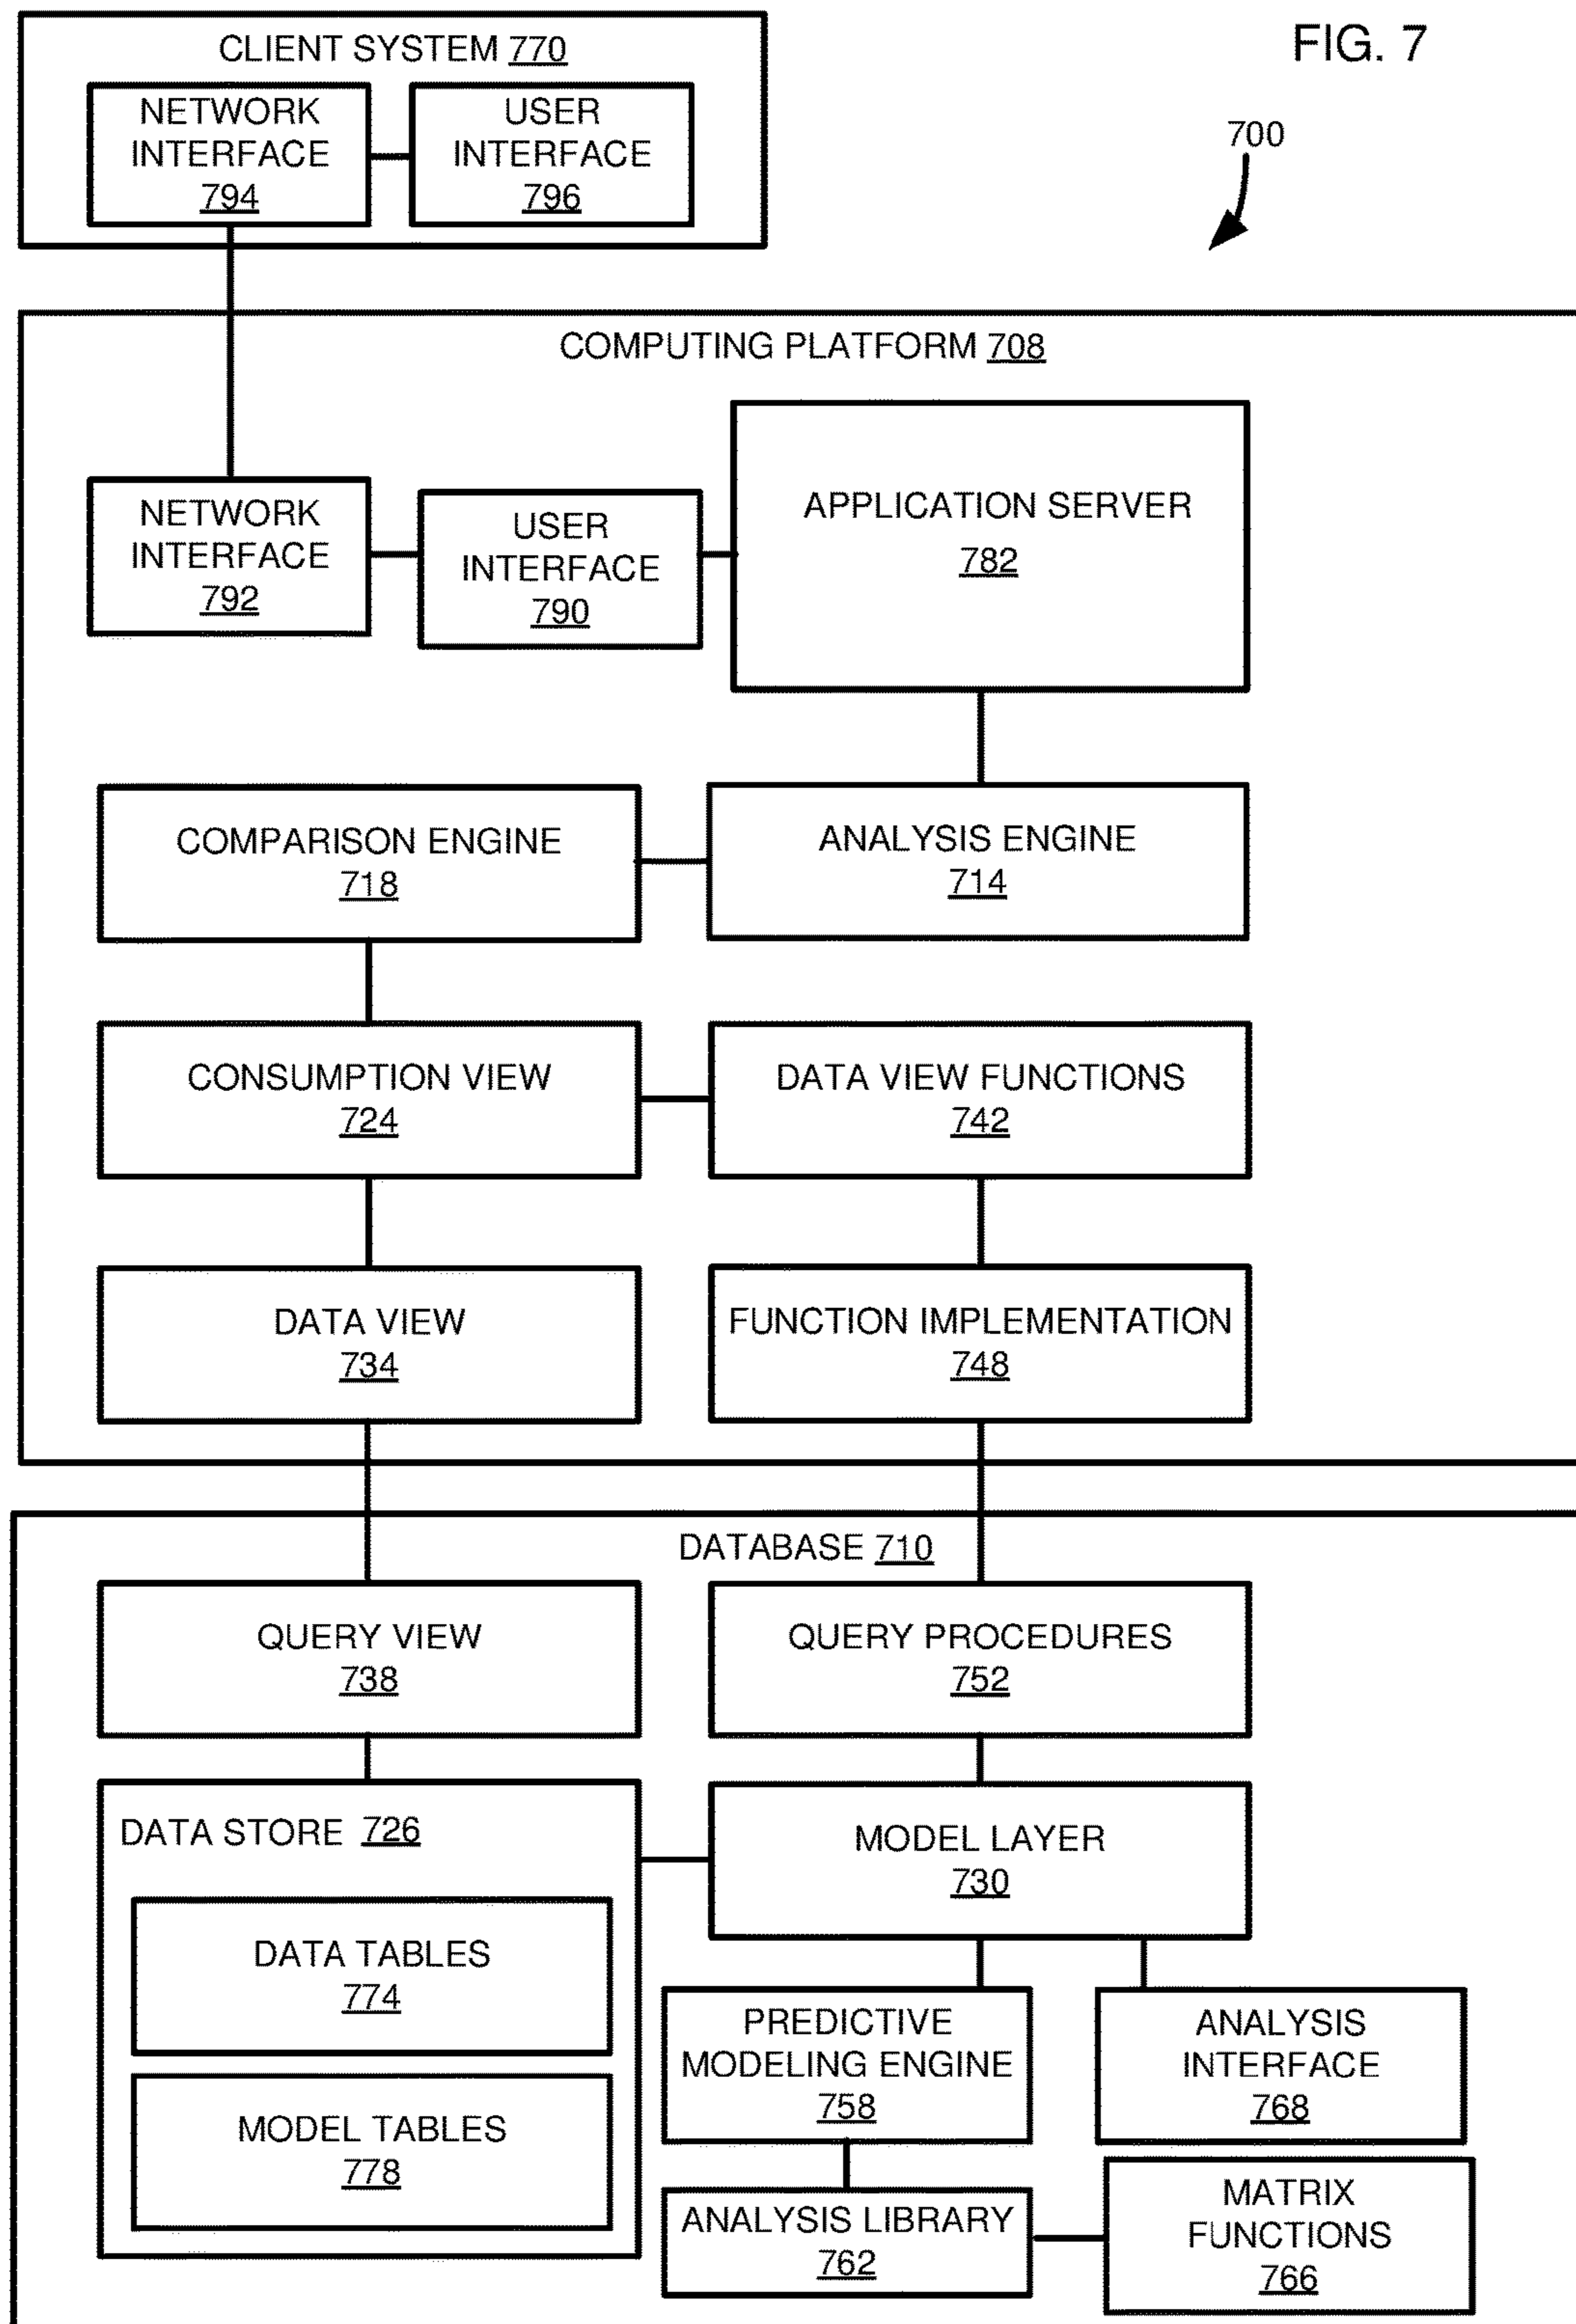 FIG. 7
700
CLIENT SYSTEM 770
NETWORK
INTERFACE
794
USER
INTERFACE
796
COMPUTING PLATFORM 708
NETWORK
INTERFACE
792
USER
INTERFACE
790
APPLICATION SERVER
782
COMPARISON ENGINE
718
ANALYSIS ENGINE
714
CONSUMPTION VIEW
724
DATA VIEW FUNCTIONS
742
DATA VIEW
734
FUNCTION IMPLEMENTATION
748
DATABASE 710
QUERY VIEW
738
QUERY PROCEDURES
752
DATA STORE 726
DATA TABLES
774
MODEL TABLES
778
MODEL LAYER
730
PREDICTIVE
MODELING ENGINE
758
ANALYSIS
INTERFACE
768
ANALYSIS LIBRARY
762
MATRIX
FUNCTIONS
766